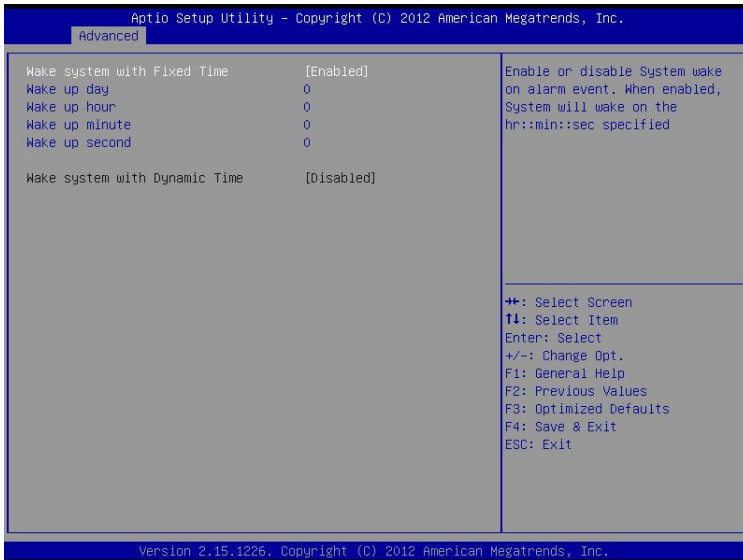 Aptio Setup Utility – Copyright (C) 2012 American Megatrends, Inc.
Advanced
Wake system with Fixed Time [Enabled]
Wake up day 0
Wake up hour 0
Wake up minute 0
Wake up second 0
Wake system with Dynamic Time [Disabled]
Enable or disable System wake
on alarm event. When enabled,
System will wake on the
hr::min::sec specified
→←: Select Screen
↑↓: Select Item
Enter: Select
+/-: Change Opt.
F1: General Help
F2: Previous Values
F3: Optimized Defaults
F4: Save & Exit
ESC: Exit
Version 2.15.1226. Copyright (C) 2012 American Megatrends, Inc.